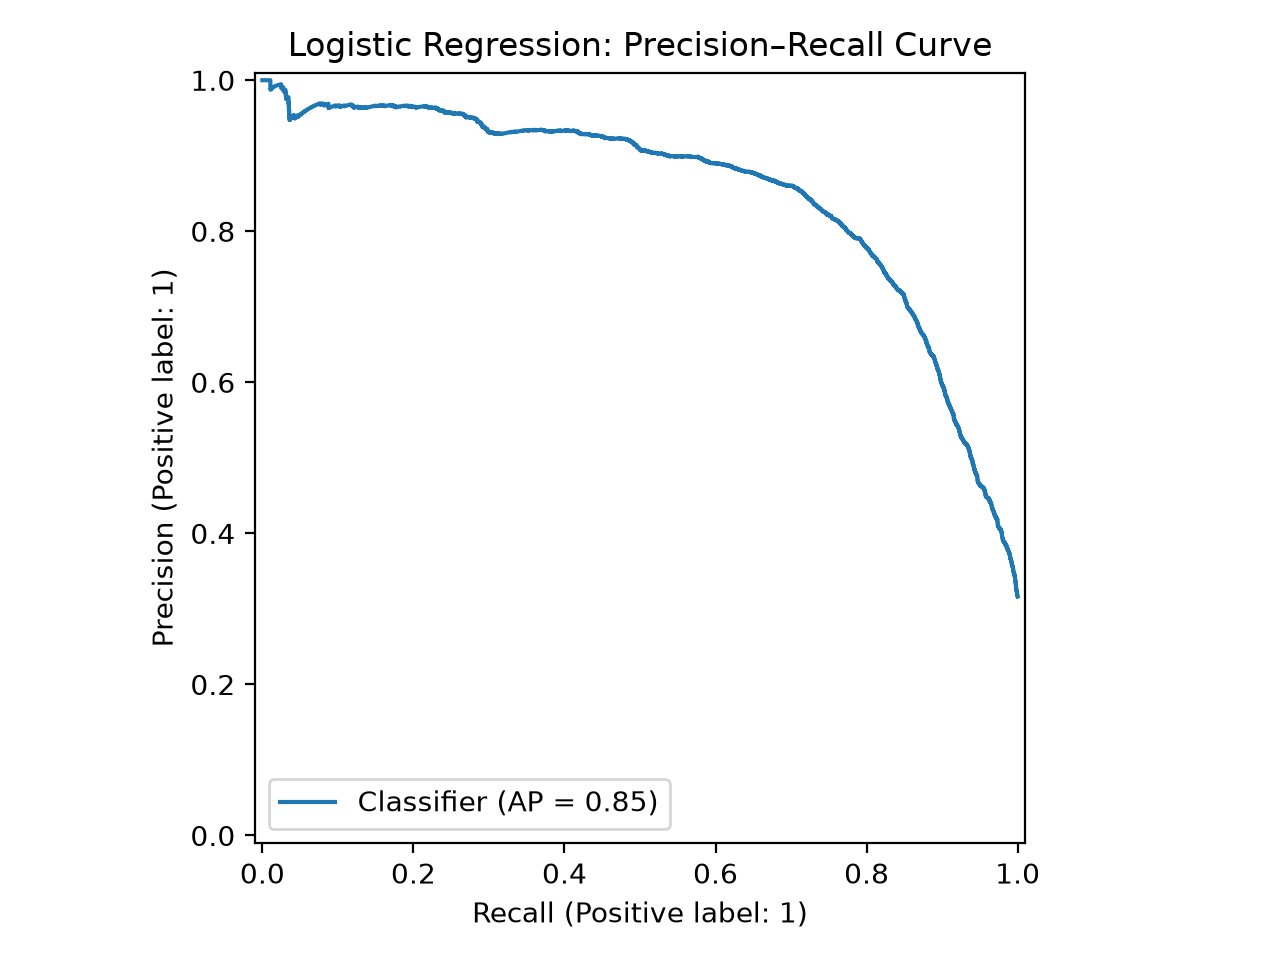 Logistic Regression: Precision–Recall Curve
1.0
0.8
0.6
0.4
0.2
0.0
Precision (Positive label: 1)
Classifier (AP = 0.85)
0.0 0.2 0.4 0.6 0.8 1.0
Recall (Positive label: 1)